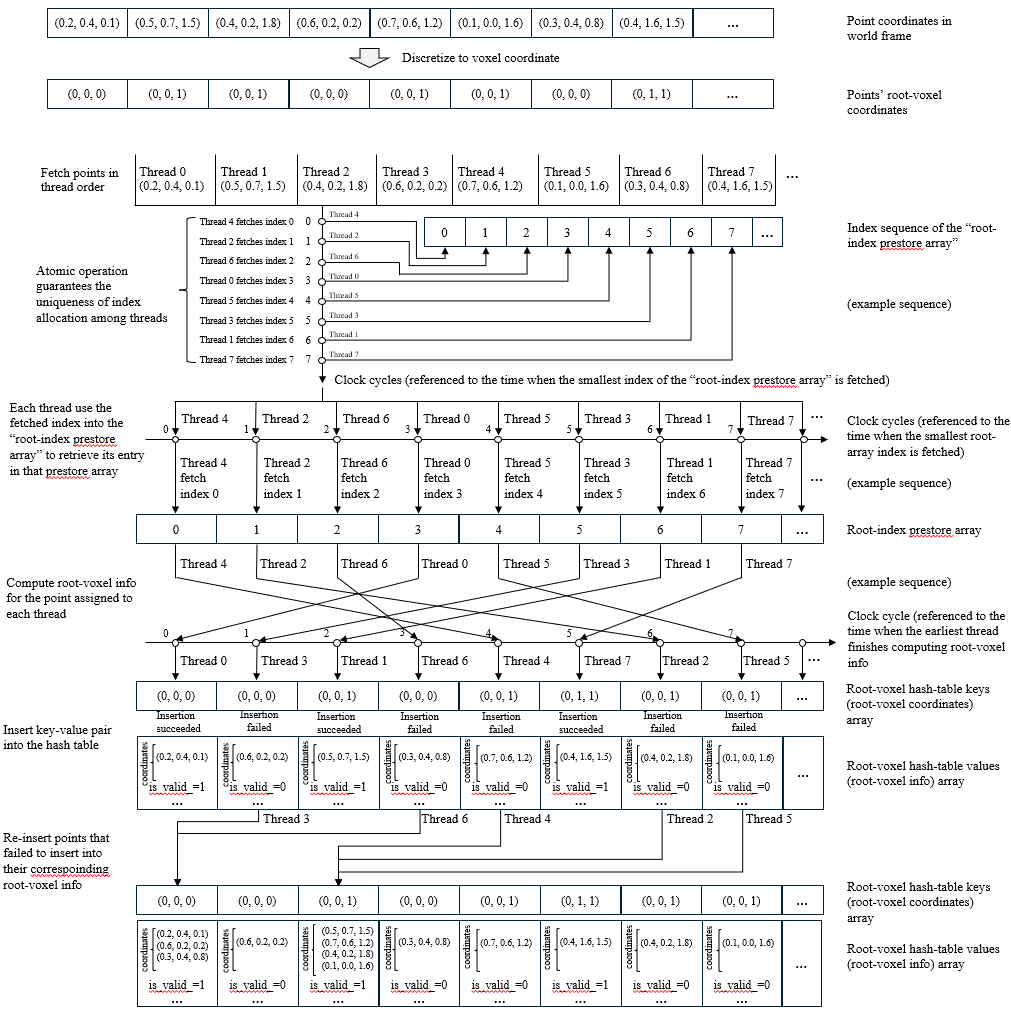 (0.2, 0.4, 0.1) (0.5, 0.7, 1.5) (0.4, 0.2, 1.8) (0.6, 0.2, 0.2) (0.7, 0.6, 1.2) (0.1, 0.0, 1.6) (0.3, 0.4, 0.8) (0.4, 1.6, 1.5) ...
Point coordinates in
world frame
Discretize to voxel coordinate
(0, 0, 0) (0, 0, 1) (0, 0, 1) (0, 0, 0) (0, 0, 1) (0, 0, 1) (0, 0, 0) (0, 1, 1) ...
Points’ root-voxel
coordinates
Fetch points in
thread order
Thread 0 Thread 1 Thread 2 Thread 3 Thread 4 Thread 5 Thread 6 Thread 7 ...
(0.2, 0.4, 0.1) (0.5, 0.7, 1.5) (0.4, 0.2, 1.8) (0.6, 0.2, 0.2) (0.7, 0.6, 1.2) (0.1, 0.0, 1.6) (0.3, 0.4, 0.8) (0.4, 1.6, 1.5)
Atomic operation
guarantees the
uniqueness of index
allocation among threads
Thread 4 fetches index 0 0 Thread 4
Thread 2 fetches index 1 1 Thread 2
Thread 6 fetches index 2 2 Thread 6
Thread 0 fetches index 3 3 Thread 0
Thread 5 fetches index 4 4 Thread 5
Thread 3 fetches index 5 5 Thread 3
Thread 1 fetches index 6 6 Thread 1
Thread 7 fetches index 7 7 Thread 7
0 1 2 3 4 5 6 7 ...
Index sequence of the “root-
index prestore array”
(example sequence)
Clock cycles (referenced to the time when the smallest index of the “root-index prestore array” is fetched)
Each thread use the
fetched index into the
“root-index prestore
array” to retrieve its entry
in that prestore array
Thread 4 Thread 2 Thread 6 Thread 0 Thread 5 Thread 3 Thread 1 Thread 7 ...
0 1 2 3 4 5 6 7
Clock cycles (referenced to the
time when the smallest root-
array index is fetched)
Thread 4 Thread 2 Thread 6 Thread 0 Thread 5 Thread 3 Thread 1 Thread 7
fetch fetch fetch fetch fetch fetch fetch fetch ...
index 0 index 1 index 2 index 3 index 4 index 5 index 6 index 7
(example sequence)
0 1 2 3 4 5 6 7 ...
Root-index prestore array
Thread 4 Thread 2 Thread 6 Thread 0 Thread 5 Thread 3 Thread 1 Thread 7
Compute root-voxel info
for the point assigned to
each thread
(example sequence)
0 1 2 3 4 5 6 7
Clock cycle (referenced to the
time when the earliest thread
finishes computing root-voxel
info
Thread 0 Thread 3 Thread 1 Thread 6 Thread 4 Thread 7 Thread 2 Thread 5 ...
(0, 0, 0) (0, 0, 0) (0, 0, 1) (0, 0, 0) (0, 0, 1) (0, 1, 1) (0, 0, 1) (0, 0, 1) ...
Root-voxel hash-table keys
(root-voxel coordinates)
array
Insert key-value pair
into the hash table
Insertion Insertion Insertion Insertion Insertion Insertion Insertion Insertion
succeeded failed succeeded failed failed succeeded failed failed
coordinates coordinates coordinates coordinates coordinates coordinates coordinates coordinates
(0.2, 0.4, 0.1) (0.6, 0.2, 0.2) (0.5, 0.7, 1.5) (0.3, 0.4, 0.8) (0.7, 0.6, 1.2) (0.4, 1.6, 1.5) (0.4, 0.2, 1.8) (0.1, 0.0, 1.6) ...
is_valid_=1 is_valid_=0 is_valid_=1 is_valid_=0 is_valid_=0 is_valid_=1 is_valid_=0 is_valid_=0
... ... ... ... ... ... ... ...
Root-voxel hash-table values
(root-voxel info) array
Thread 3 Thread 6 Thread 4 Thread 2 Thread 5
Re-insert points that
failed to insert into
their correspoinding
root-voxel info
(0, 0, 0) (0, 0, 0) (0, 0, 1) (0, 0, 0) (0, 0, 1) (0, 1, 1) (0, 0, 1) (0, 0, 1) ...
Root-voxel hash-table keys
(root-voxel coordinates)
array
coordinates coordinates coordinates coordinates coordinates coordinates coordinates coordinates
(0.2, 0.4, 0.1)
(0.6, 0.2, 0.2)
(0.3, 0.4, 0.8)
(0.6, 0.2, 0.2)
(0.5, 0.7, 1.5)
(0.7, 0.6, 1.2)
(0.4, 0.2, 1.8)
(0.1, 0.0, 1.6)
(0.3, 0.4, 0.8) (0.7, 0.6, 1.2) (0.4, 1.6, 1.5) (0.4, 0.2, 1.8) (0.1, 0.0, 1.6) ...
is_valid_=1 is_valid_=0 is_valid_=1 is_valid_=0 is_valid_=0 is_valid_=1 is_valid_=0 is_valid_=0
... ... ... ... ... ... ... ...
Root-voxel hash-table values
(root-voxel info) array